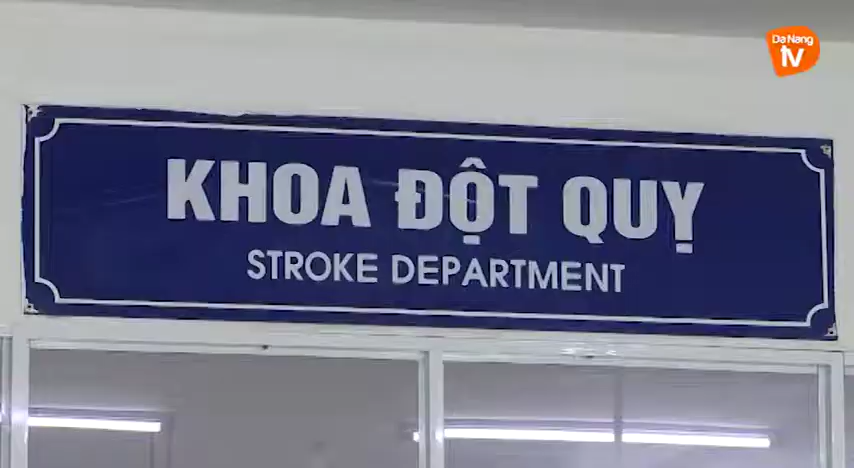 Da Nang
tv
KHOA ĐỘT QUỴ
STROKE DEPARTMENT